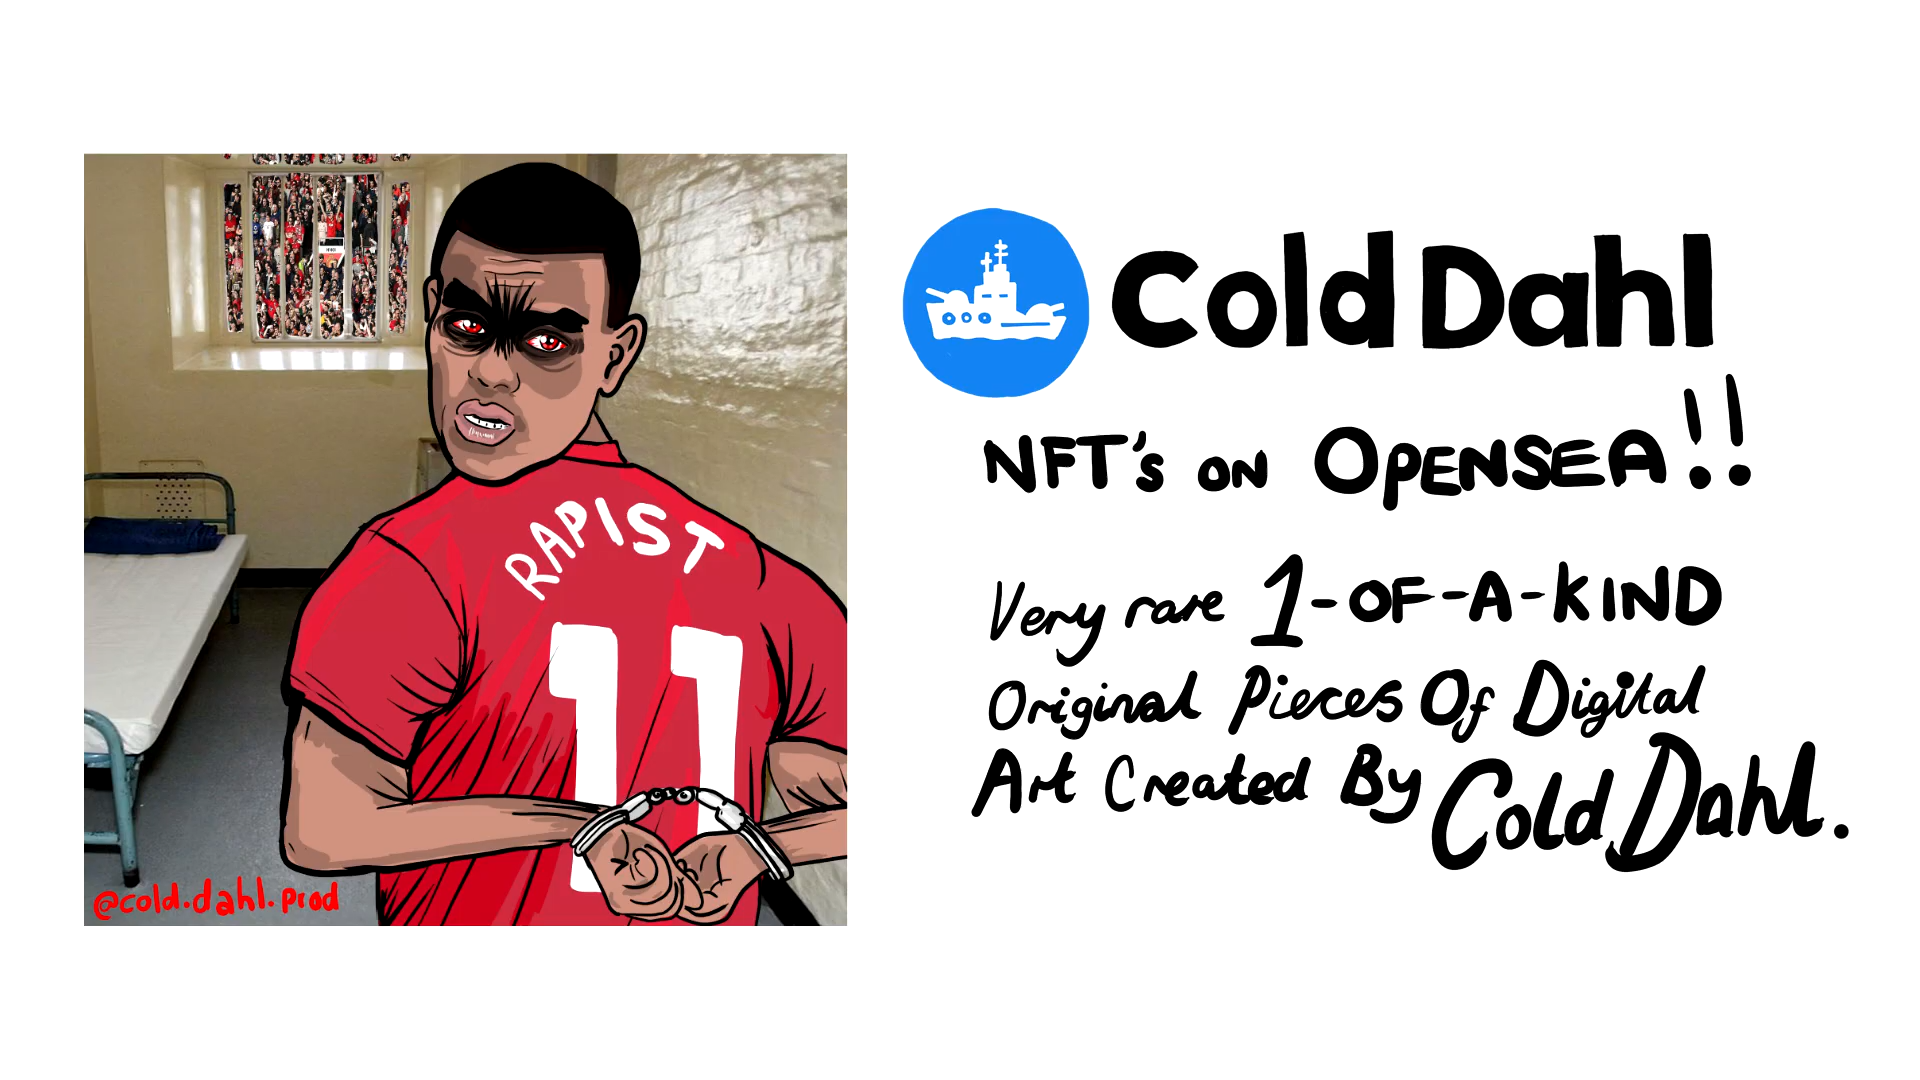 RAPIST
11
@cold.dahl.prod
Cold Dahl
NFT's ON OPENSEA!!
Very rare 1-OF-A-KIND
Original Pieces Of Digital
Art Created By Cold Dahl.